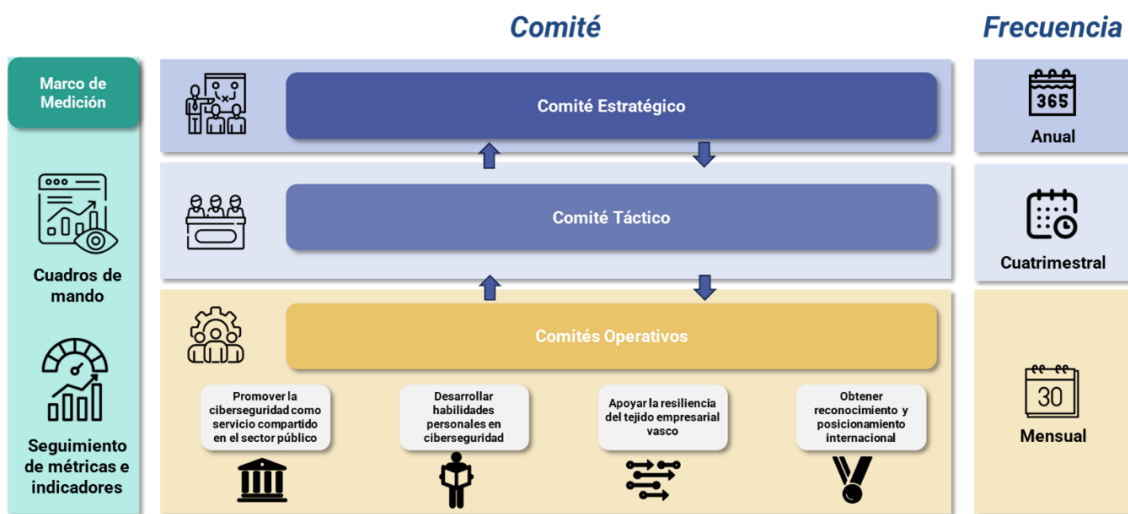 Comité
Frecuencia
Marco de
Medición
Cuadros de
mando
Seguimiento
de métricas e
indicadores
Comité Estratégico
365
Anual
Comité Táctico
Cuatrimestral
Comités Operativos
Promover la
ciberseguridad como
servicio compartido
en el sector público
Desarrollar
habilidades
personales en
ciberseguridad
Apoyar la resiliencia
del tejido empresarial
vasco
Obtener
reconocimiento y
posicionamiento
internacional
30
Mensual